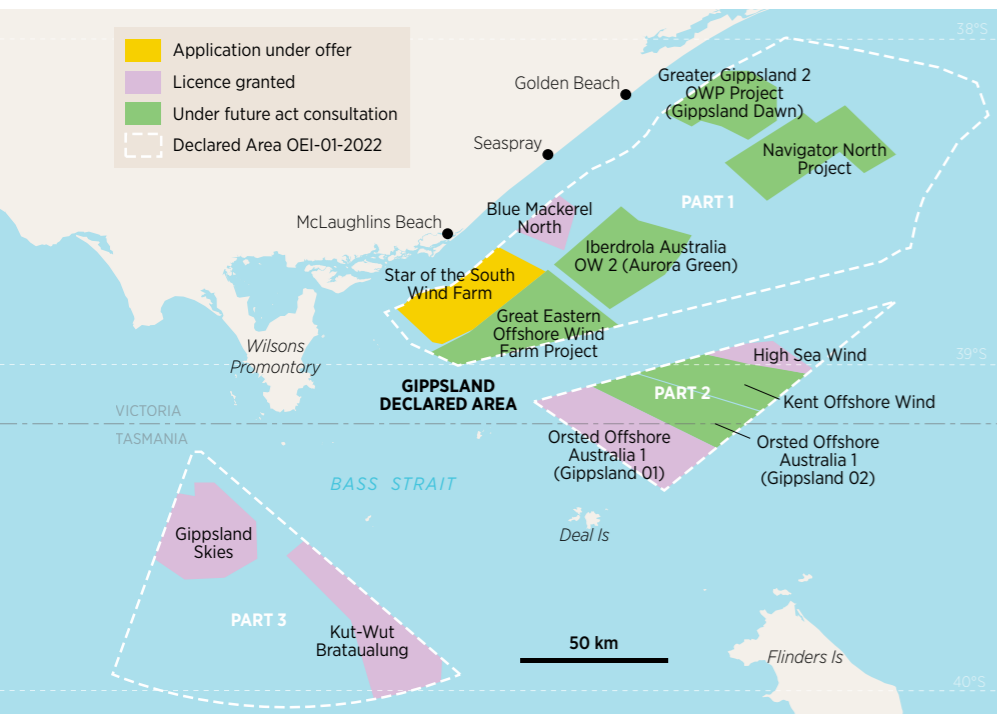 Application under offer
Licence granted
Under future act consultation
Declared Area OEI-01-2022
38°S
Golden Beach
Greater Gippsland 2
OWP Project
(Gippsland Dawn)
Seaspray
Navigator North
Project
PART 1
Blue Mackerel
North
McLaughlins Beach
Iberdrola Australia
OW 2 (Aurora Green)
Star of the South
Wind Farm
Great Eastern
Offshore Wind
Farm Project
Wilsons
Promontory
39°S
High Sea Wind
GIPPSLAND
DECLARED AREA
PART 2
Kent Offshore Wind
VICTORIA
TASMANIA
Orsted Offshore
Australia 1
(Gippsland 01)
Orsted Offshore
Australia 1
(Gippsland 02)
BASS STRAIT
Deal Is
Gippsland
Skies
PART 3
Kut-Wut
Brataualung
50 km
Flinders Is
40°S